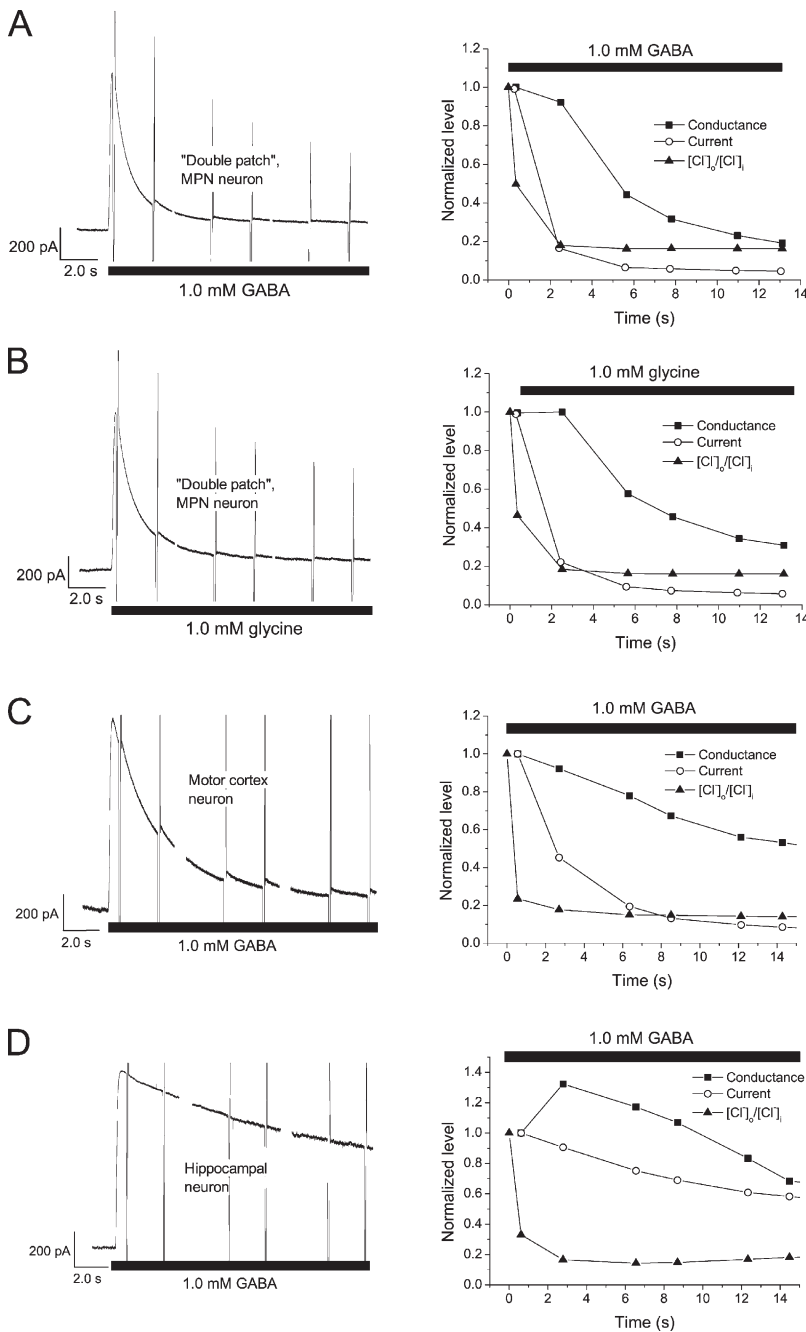 A
"Double patch",
MPN neuron
200 pA
2.0 s
1.0 mM GABA
1.0 mM GABA
Normalized level
1.2
1.0
0.8
0.6
0.4
0.2
0.0
Conductance
Current
[Cl-]o/[Cl-]i
0 2 4 6 8 10 12 14
Time (s)
B
"Double patch",
MPN neuron
200 pA
2.0 s
1.0 mM glycine
1.0 mM glycine
Normalized level
1.2
1.0
0.8
0.6
0.4
0.2
0.0
Conductance
Current
[Cl-]o/[Cl-]i
0 2 4 6 8 10 12 14
Time (s)
C
Motor cortex
neuron
200 pA
2.0 s
1.0 mM GABA
1.0 mM GABA
Normalized level
1.2
1.0
0.8
0.6
0.4
0.2
0.0
Conductance
Current
[Cl-]o/[Cl-]i
0 2 4 6 8 10 12 14
Time (s)
D
Hippocampal
neuron
200 pA
2.0 s
1.0 mM GABA
1.0 mM GABA
Normalized level
1.4
1.2
1.0
0.8
0.6
0.4
0.2
0.0
Conductance
Current
[Cl-]o/[Cl-]i
0 2 4 6 8 10 12 14
Time (s)